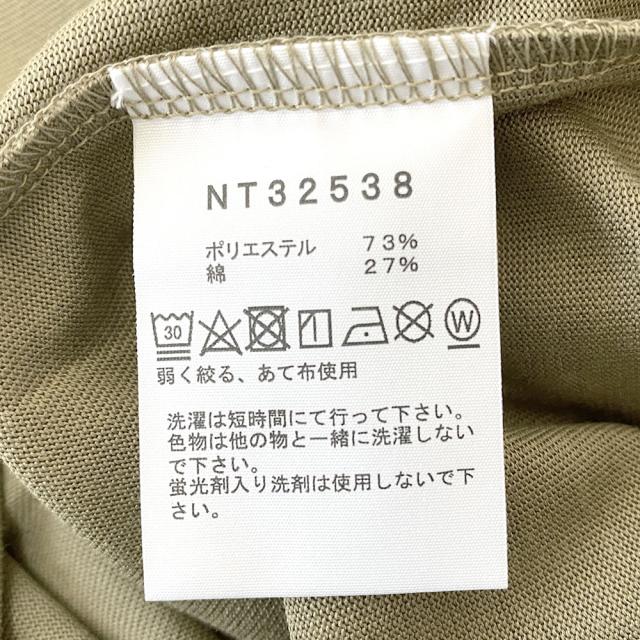 NT32538
ポリエステル 73%
綿 27%
30 W
弱く絞る、あて布使用
洗濯は短時間にて行って下さい。
色物は他の物と一緒に洗濯しない
で下さい。
蛍光剤入り洗剤は使用しないで下
さい。